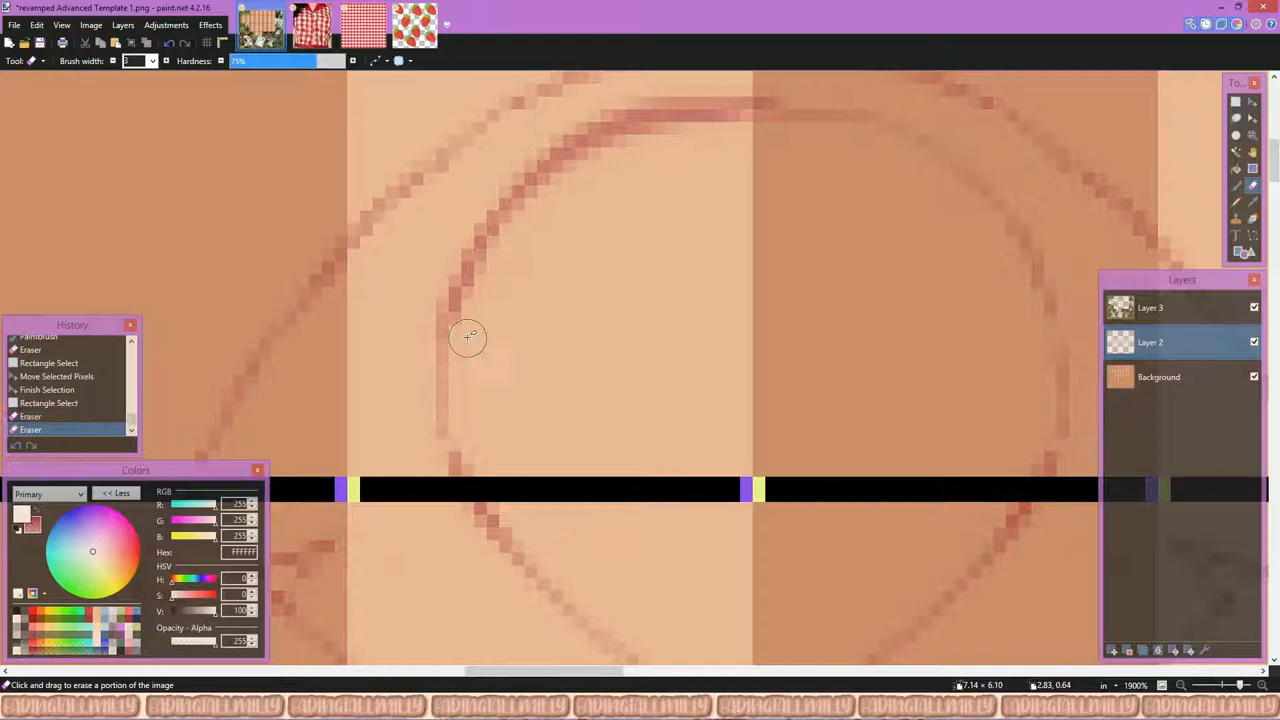 *revamped Advanced Template 1.png - paint.net 4.2.16
File Edit View Image Layers Adjustments Effects
Tool: Brush width: 3 Hardness: 75%
To...
Layers
Layer 3
Layer 2
Background
History
Paintbrush
Eraser
Rectangle Select
Move Selected Pixels
Finish Selection
Rectangle Select
Eraser
Eraser
Colors
Primary << Less
RGB
R: 255
G: 255
B: 255
Hex: FFFFFF
HSV
H: 0
S: 0
V: 100
Opacity - Alpha
255
Click and drag to erase a portion of the image 7.14 × 6.10 2.83, 0.64 in 1900%